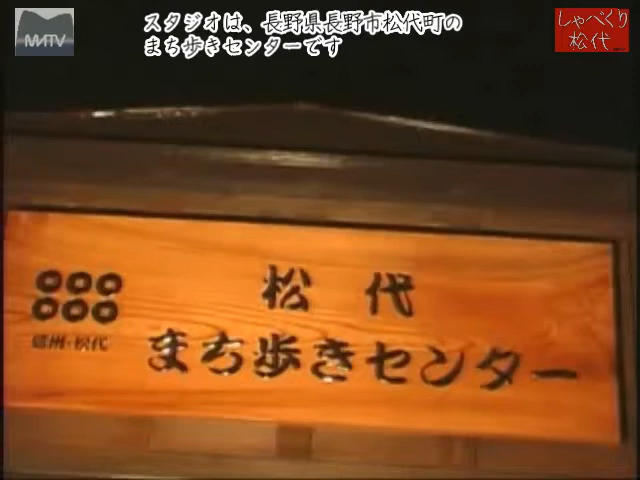 MATV
スタジオは、長野県長野市松代町の
まち歩きセンターです
しゃべくり
松代
松 代
信州・松代
まち歩きセンター